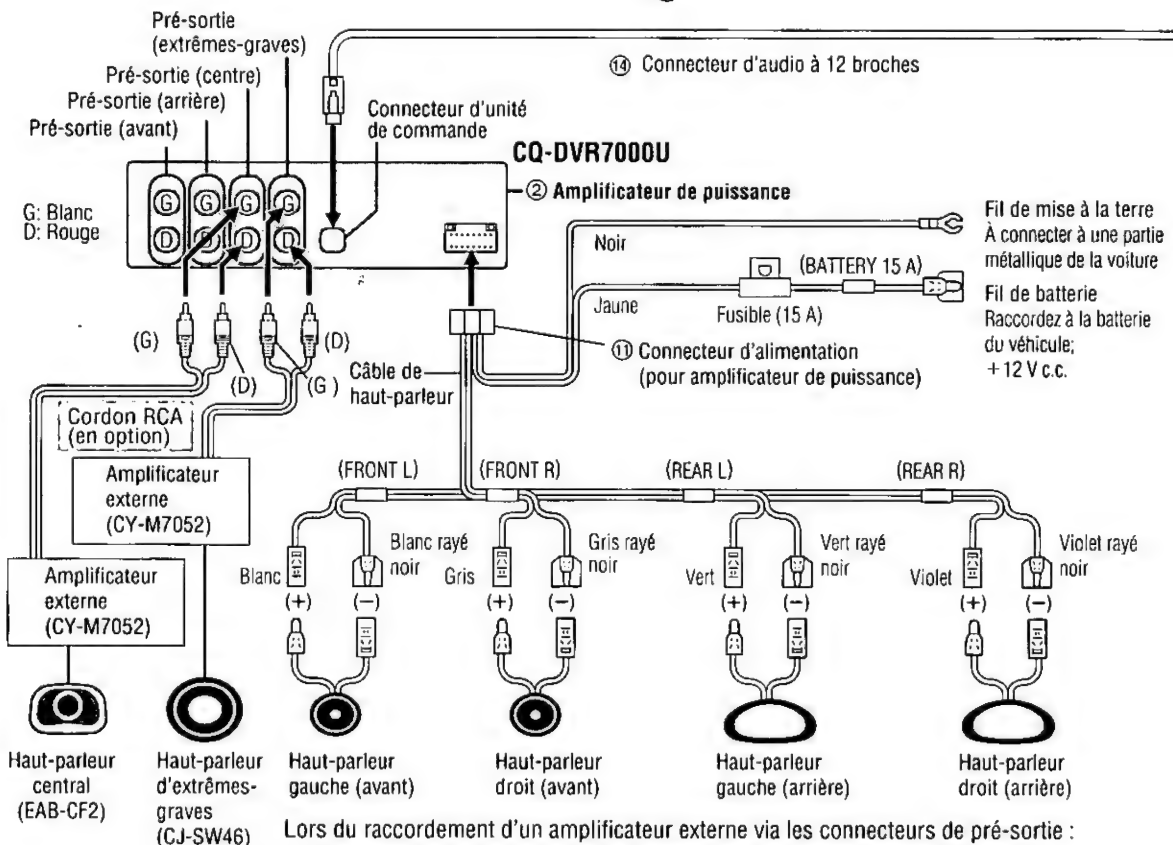 Pré-sortie
(extrêmes-graves)
Pré-sortie (centre)
Pré-sortie (arrière)
Pré-sortie (avant)
⑭ Connecteur d'audio à 12 broches
Connecteur d'unité
de commande
CQ-DVR7000U
② Amplificateur de puissance
G: Blanc
D: Rouge
G G G G
D D D D
Noir
Fil de mise à la terre
À connecter à une partie
métallique de la voiture
(BATTERY 15 A)
Jaune
Fusible (15 A)
Fil de batterie
Raccordez à la batterie
du véhicule;
+ 12 V c.c.
(G) (D)
(D) (G)
⑪ Connecteur d'alimentation
(pour amplificateur de puissance)
Câble de
haut-parleur
Cordon RCA
(en option)
Amplificateur
externe
(CY-M7052)
Amplificateur
externe
(CY-M7052)
(FRONT L) (FRONT R) (REAR L) (REAR R)
Blanc
Blanc rayé
noir
Gris
Gris rayé
noir
Vert
Vert rayé
noir
Violet
Violet rayé
noir
(+) (−) (+) (−) (+) (−) (+) (−)
Haut-parleur
central
(EAB-CF2)
Haut-parleur
d'extrêmes-
graves
(CJ-SW46)
Haut-parleur
gauche (avant)
Haut-parleur
droit (avant)
Haut-parleur
gauche (arrière)
Haut-parleur
droit (arrière)
Lors du raccordement d'un amplificateur externe via les connecteurs de pré-sortie :